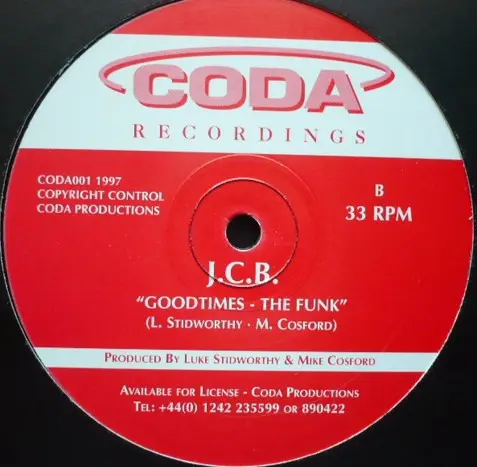 CODA
RECORDINGS
CODA001 1997
COPYRIGHT CONTROL
CODA PRODUCTIONS
B
33 RPM
J.C.B.
"GOODTIMES - THE FUNK"
(L. STIDWORTHY · M. COSFORD)
PRODUCED BY LUKE STIDWORTHY & MIKE COSFORD
AVAILABLE FOR LICENSE - CODA PRODUCTIONS
TEL: +44(0) 1242 235599 OR 890422